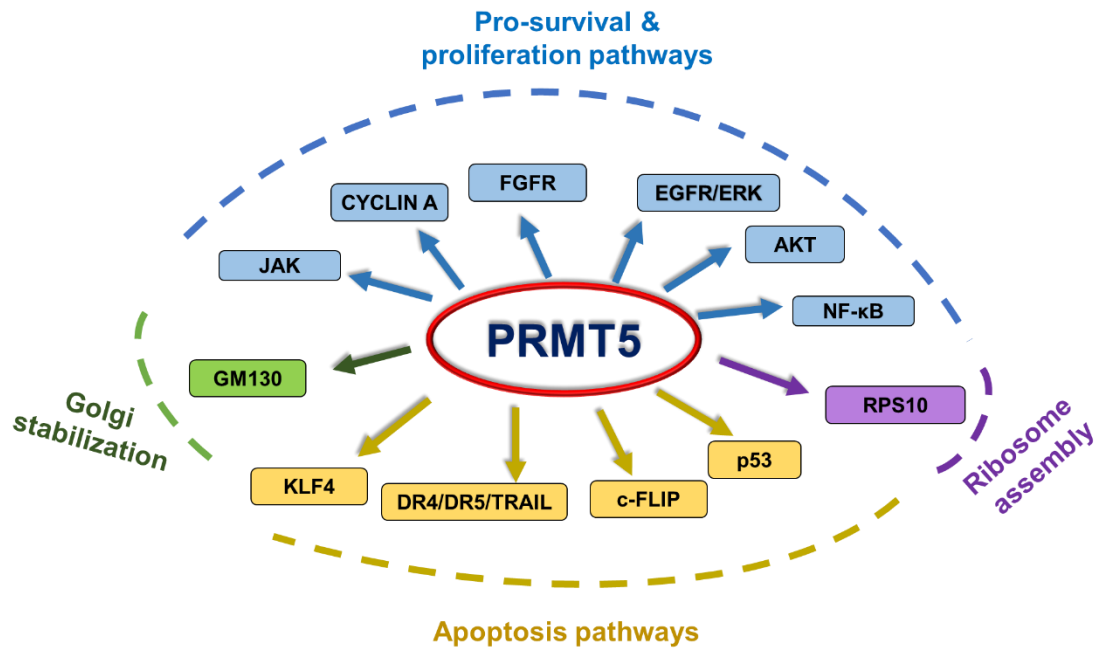 Pro-survival &
proliferation pathways
FGFR
EGFR/ERK
CYCLIN A
AKT
JAK
NF-κB
PRMT5
GM130
RPS10
Golgi
stabilization
Ribosome
assembly
p53
KLF4
DR4/DR5/TRAIL
c-FLIP
Apoptosis pathways